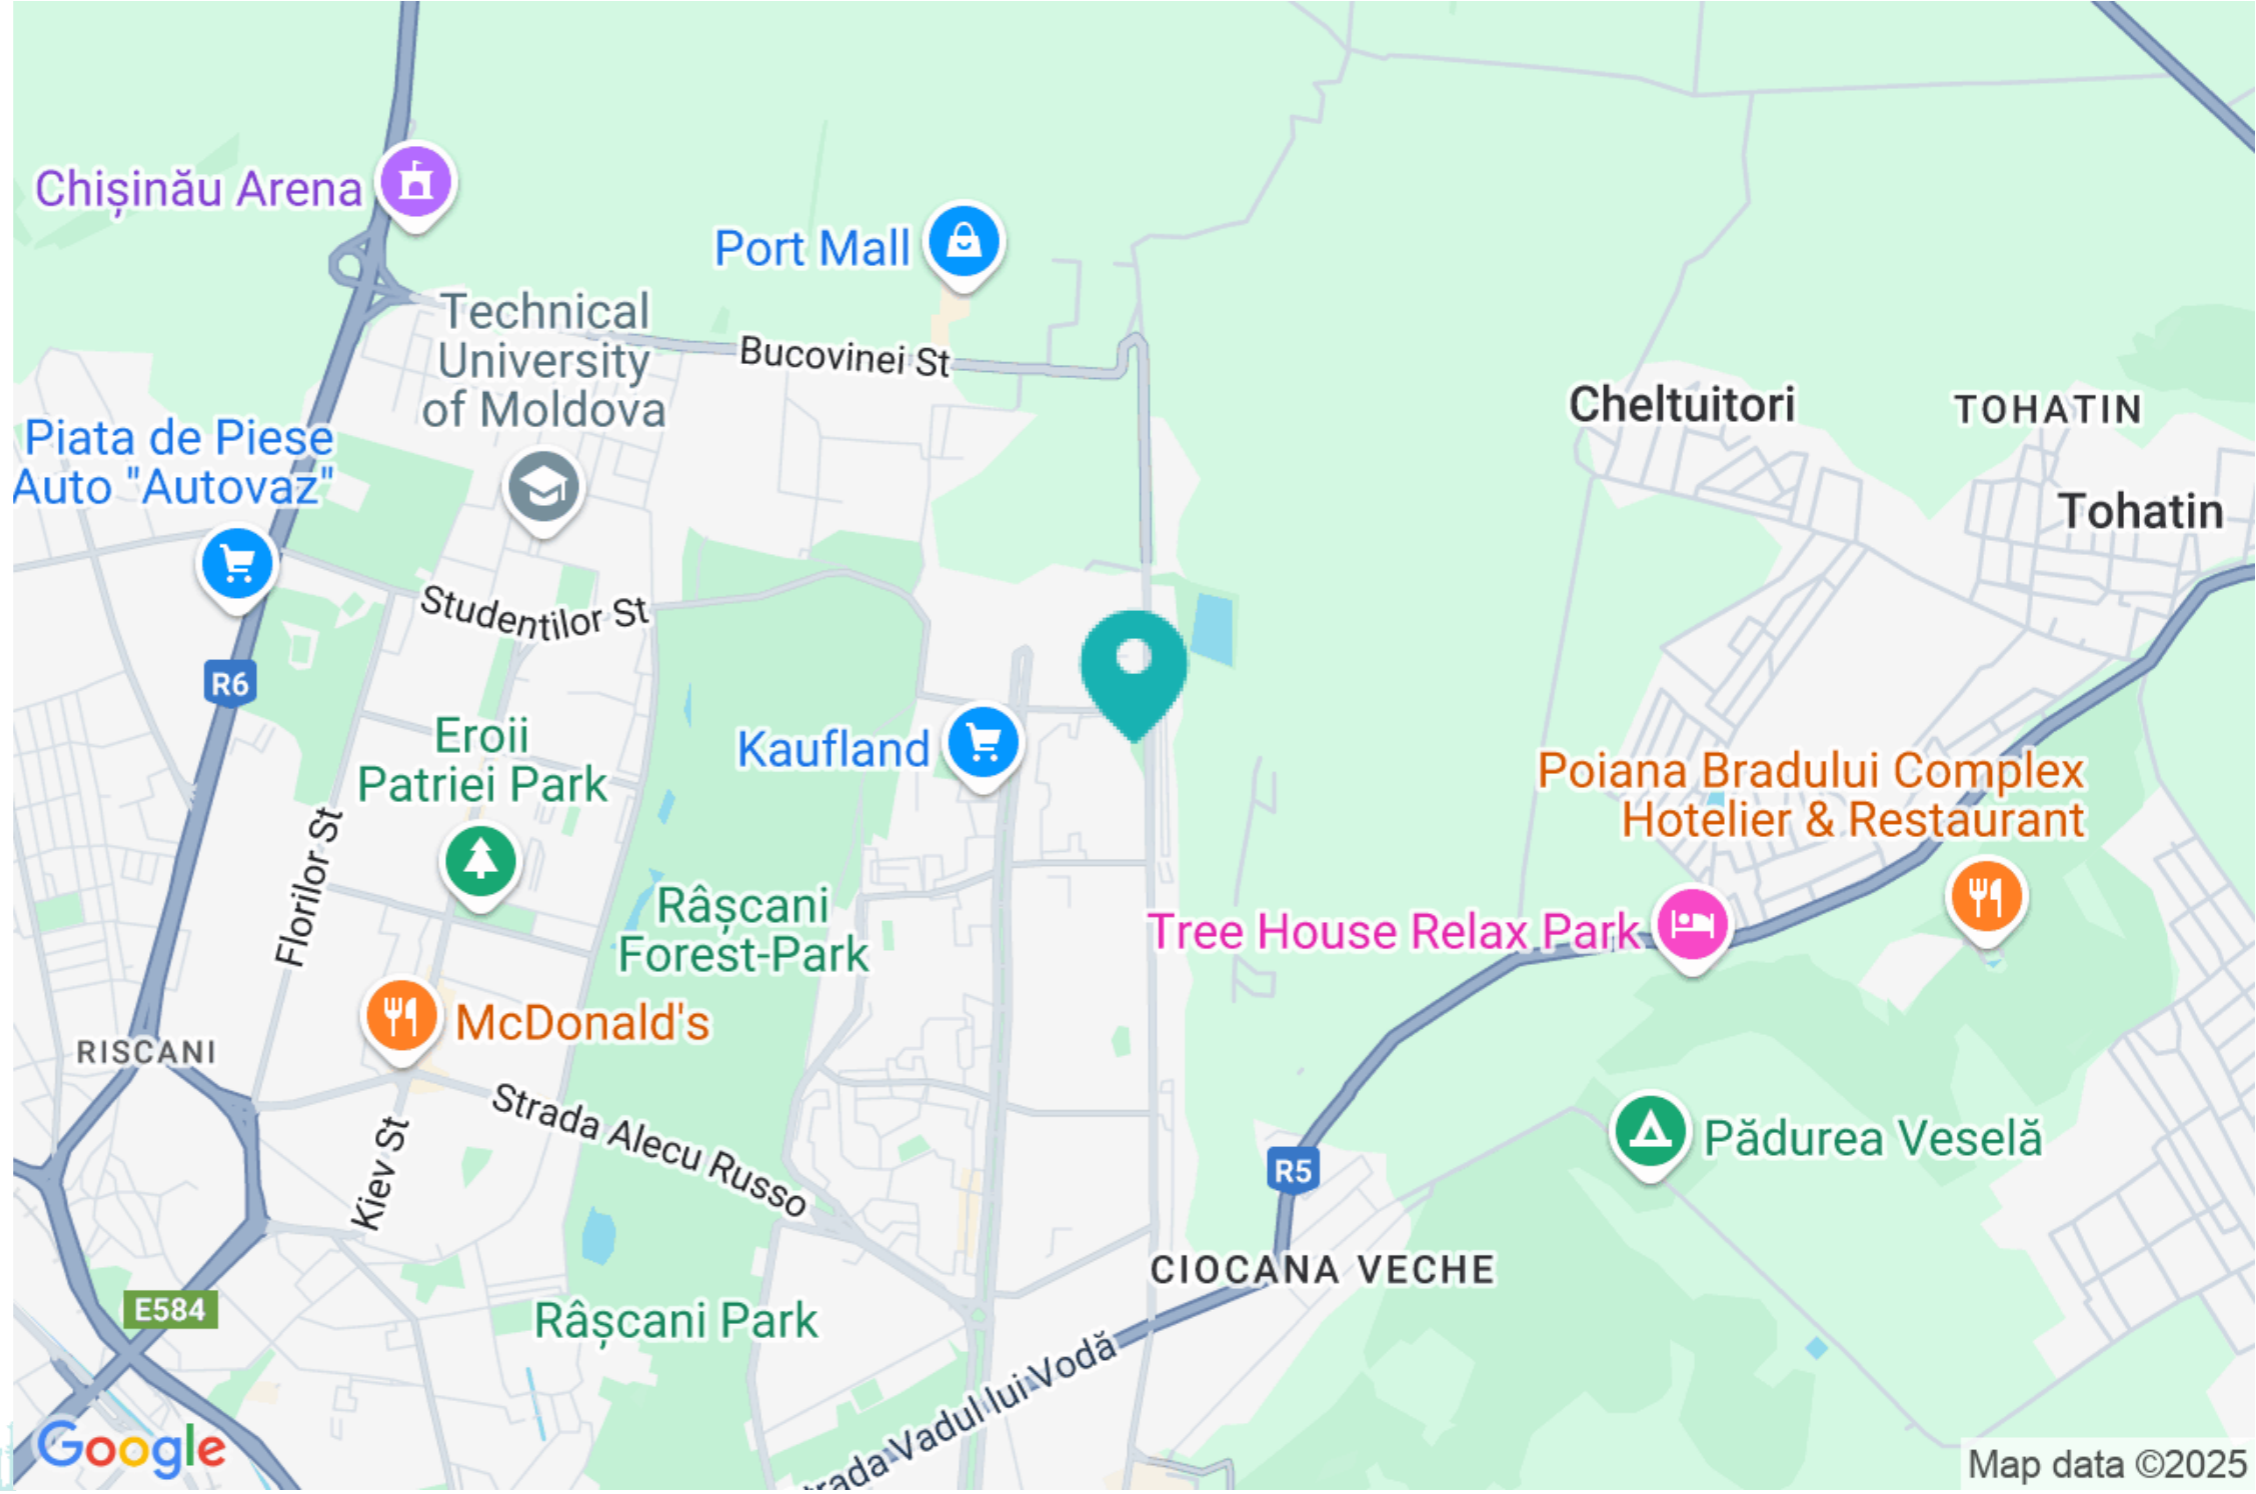 Chișinău Arena
Port Mall
Technical
University
of Moldova
Bucovinei St
Cheltuitori
TOHATIN
Piata de Piese
Auto "Autovaz"
Tohatin
Studentilor St
R6
Eroii
Patriei Park
Kaufland
Poiana Bradului Complex
Hotelier & Restaurant
Florilor St
Râșcani
Forest-Park
Tree House Relax Park
McDonald's
RISCANI
Strada Alecu Russo
Kiev St
Pădurea Veselă
R5
CIOCANA VECHE
E584
Râșcani Park
trada Vadul lui Vodă
Google
Map data ©2025